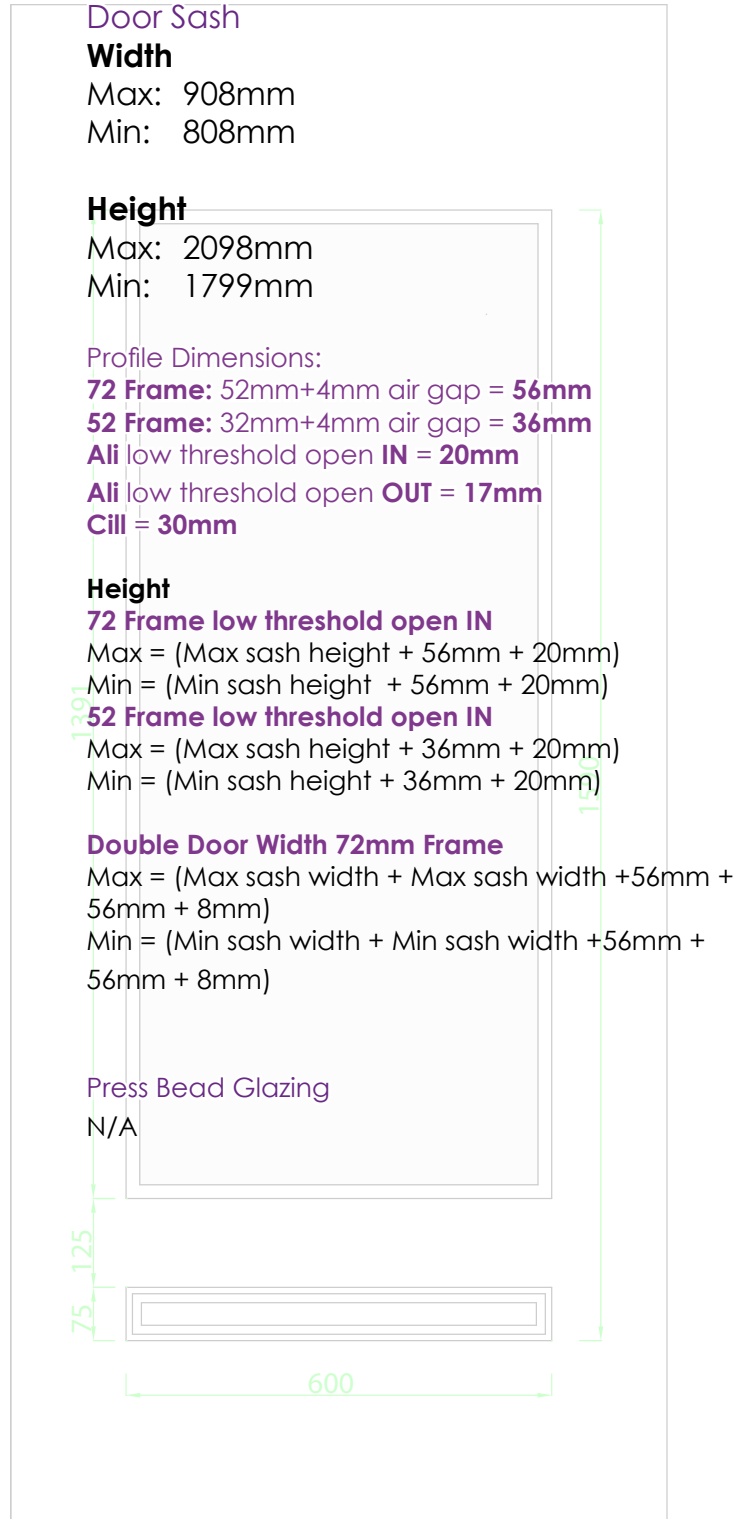 Door Sash
Width
Max: 908mm
Min: 808mm
Height
Max: 2098mm
Min: 1799mm
Profile Dimensions:
72 Frame: 52mm+4mm air gap = 56mm
52 Frame: 32mm+4mm air gap = 36mm
Ali low threshold open IN = 20mm
Ali low threshold open OUT = 17mm
Cill = 30mm
Height
72 Frame low threshold open IN
Max = (Max sash height + 56mm + 20mm)
Min = (Min sash height + 56mm + 20mm)
1391
52 Frame low threshold open IN
Max = (Max sash height + 36mm + 20mm)
Min = (Min sash height + 36mm + 20mm)
Double Door Width 72mm Frame
Max = (Max sash width + Max sash width +56mm +
56mm + 8mm)
Min = (Min sash width + Min sash width +56mm +
56mm + 8mm)
Press Bead Glazing
N/A
125
75
600